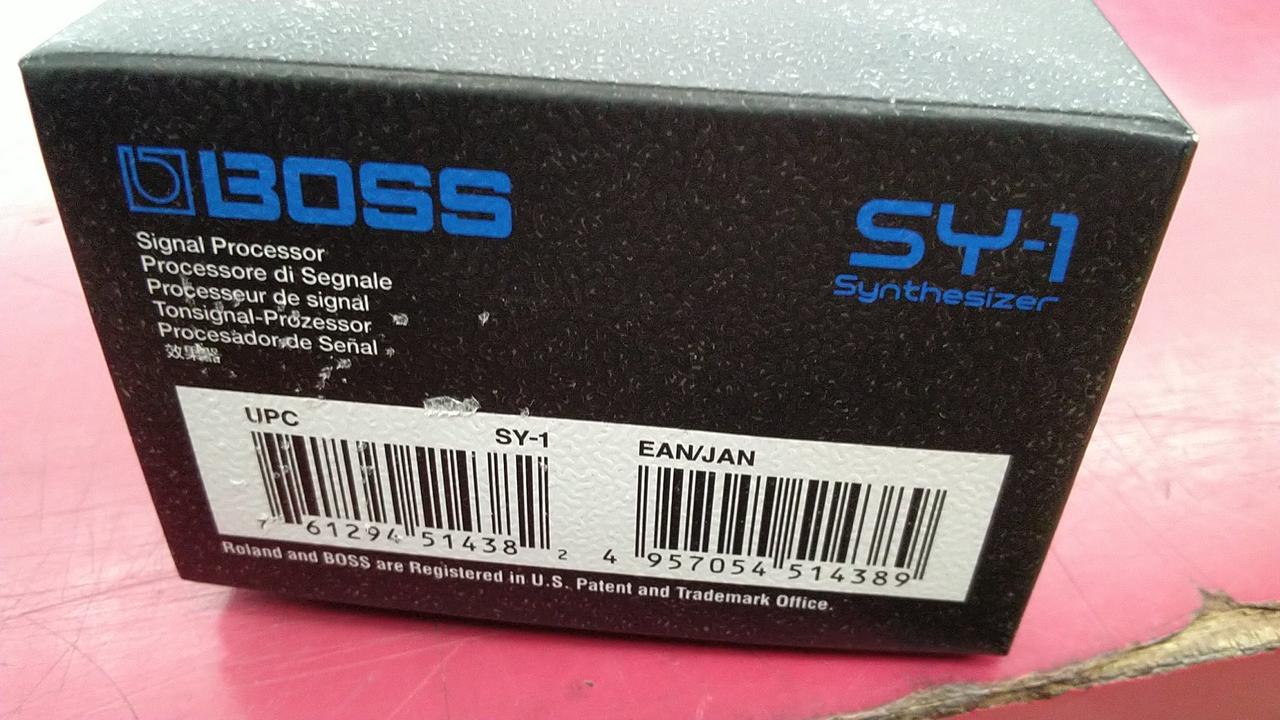 BOSS
SY-1
Synthesizer
Signal Processor
Processore di Segnale
Processeur de signal
Tonsignal-Prozessor
Procesador de Señal
效果器
UPC
SY-1
7 61294 51438 2
EAN/JAN
4 957054 514389
Roland and BOSS are Registered in U.S. Patent and Trademark Office.